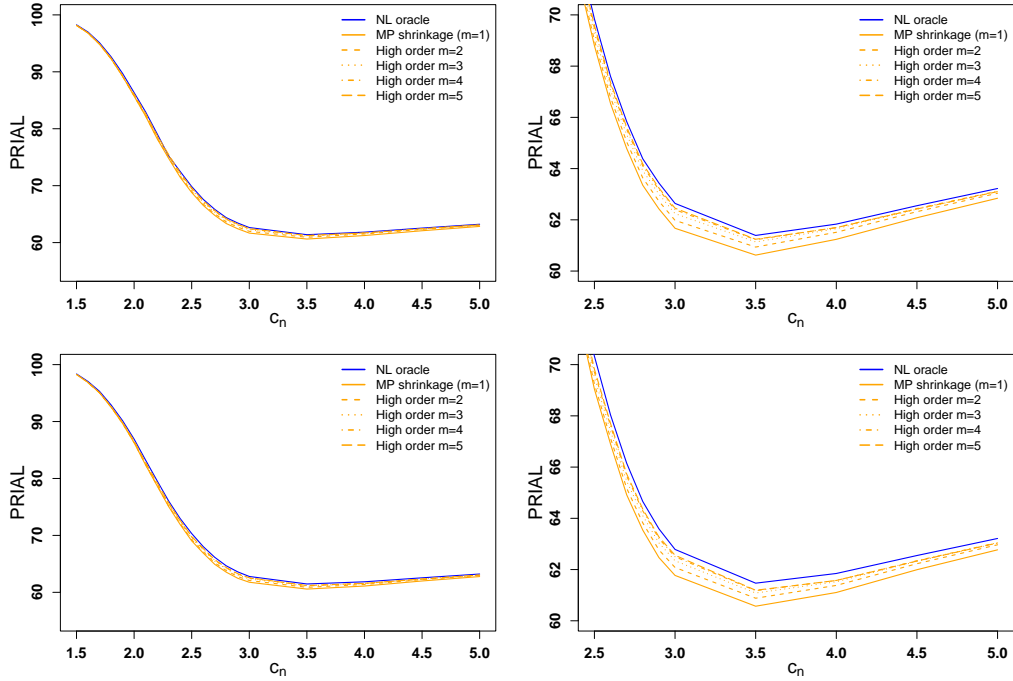 PRIAL
100
90
80
70
60
NL oracle
MP shrinkage (m=1)
High order m=2
High order m=3
High order m=4
High order m=5
1.5 2.0 2.5 3.0 3.5 4.0 4.5 5.0
cn
PRIAL
70
68
66
64
62
60
NL oracle
MP shrinkage (m=1)
High order m=2
High order m=3
High order m=4
High order m=5
2.5 3.0 3.5 4.0 4.5 5.0
cn
PRIAL
100
90
80
70
60
NL oracle
MP shrinkage (m=1)
High order m=2
High order m=3
High order m=4
High order m=5
1.5 2.0 2.5 3.0 3.5 4.0 4.5 5.0
cn
PRIAL
70
68
66
64
62
60
NL oracle
MP shrinkage (m=1)
High order m=2
High order m=3
High order m=4
High order m=5
2.5 3.0 3.5 4.0 4.5 5.0
cn